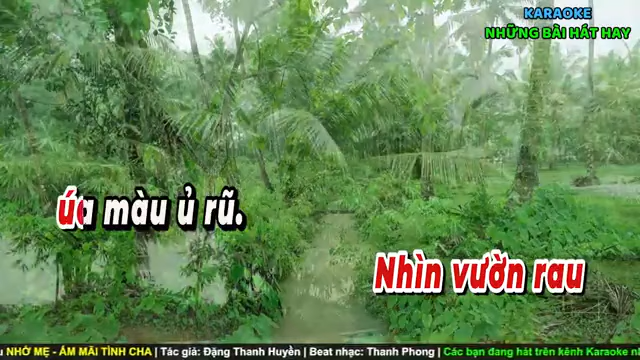 KARAOKE
NHỮNG BÀI HÁT HAY
úa màu ủ rũ.
Nhìn vườn rau
NHỚ MẸ - ẤM MÃI TÌNH CHA | Tác giả: Đặng Thanh Huyền | Beat nhạc: Thanh Phong | Các bạn đang hát trên kênh Karaoke